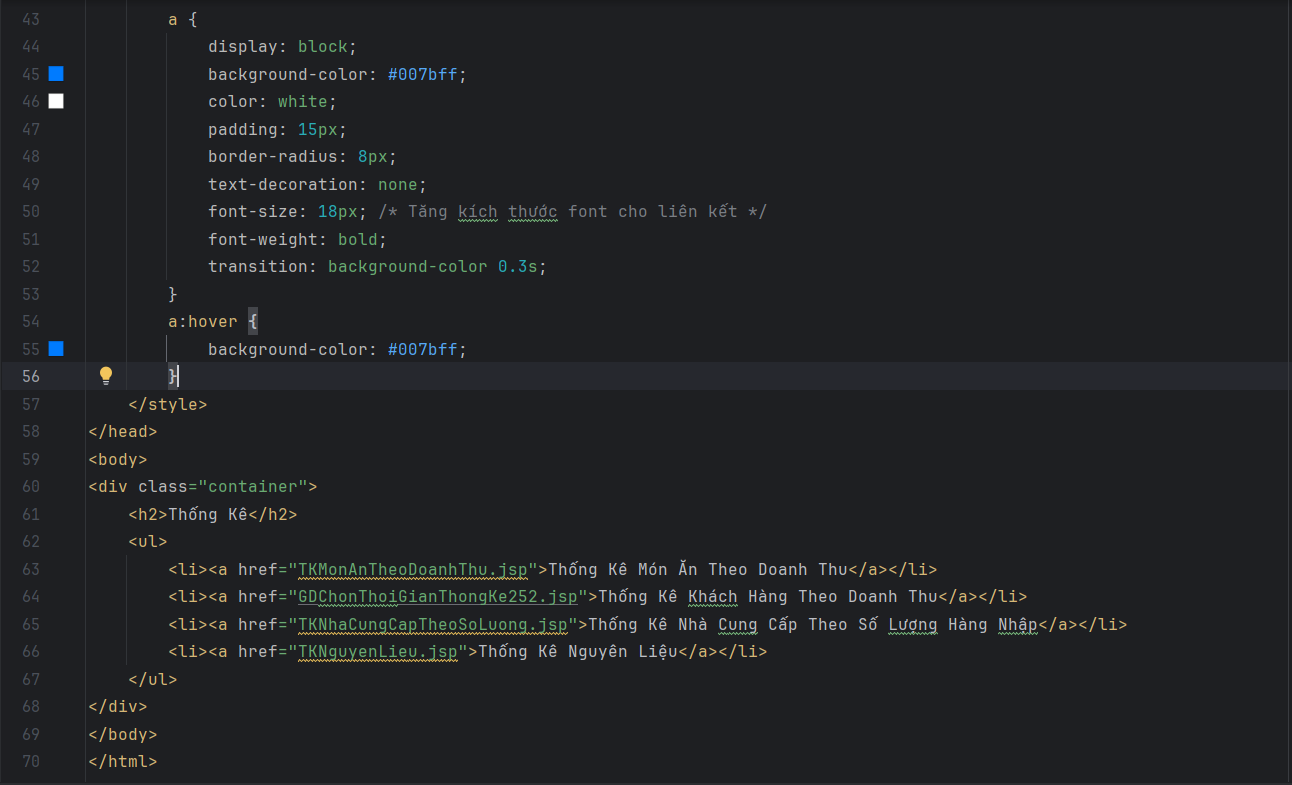 43 a {
44 display: block;
45 background-color: #007bff;
46 color: white;
47 padding: 15px;
48 border-radius: 8px;
49 text-decoration: none;
50 font-size: 18px; /* Tăng kích thước font cho liên kết */
51 font-weight: bold;
52 transition: background-color 0.3s;
53 }
54 a:hover {
55 background-color: #007bff;
56 }
57 </style>
58 </head>
59 <body>
60 <div class="container">
61 <h2>Thống Kê</h2>
62 <ul>
63 <li><a href="TKMonAnTheoDoanhThu.jsp">Thống Kê Món Ăn Theo Doanh Thu</a></li>
64 <li><a href="GDChonThoiGianThongKe252.jsp">Thống Kê Khách Hàng Theo Doanh Thu</a></li>
65 <li><a href="TKNhaCungCapTheoSoLuong.jsp">Thống Kê Nhà Cung Cấp Theo Số Lượng Hàng Nhập</a></li>
66 <li><a href="TKNguyenLieu.jsp">Thống Kê Nguyên Liệu</a></li>
67 </ul>
68 </div>
69 </body>
70 </html>